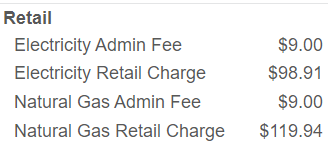 Retail
Electricity Admin Fee $9.00
Electricity Retail Charge $98.91
Natural Gas Admin Fee $9.00
Natural Gas Retail Charge $119.94